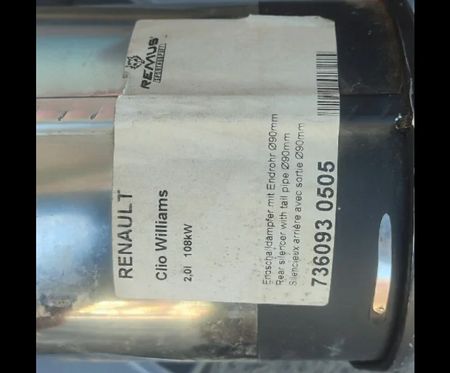 REMUS
RENAULT
Clio Williams
2,0l 108kW
Endschalldämpfer mit Endrohr Ø90mm
Rear silencer with tail pipe Ø90mm
Silencieux arrière avec sortie Ø90mm
736093 0505